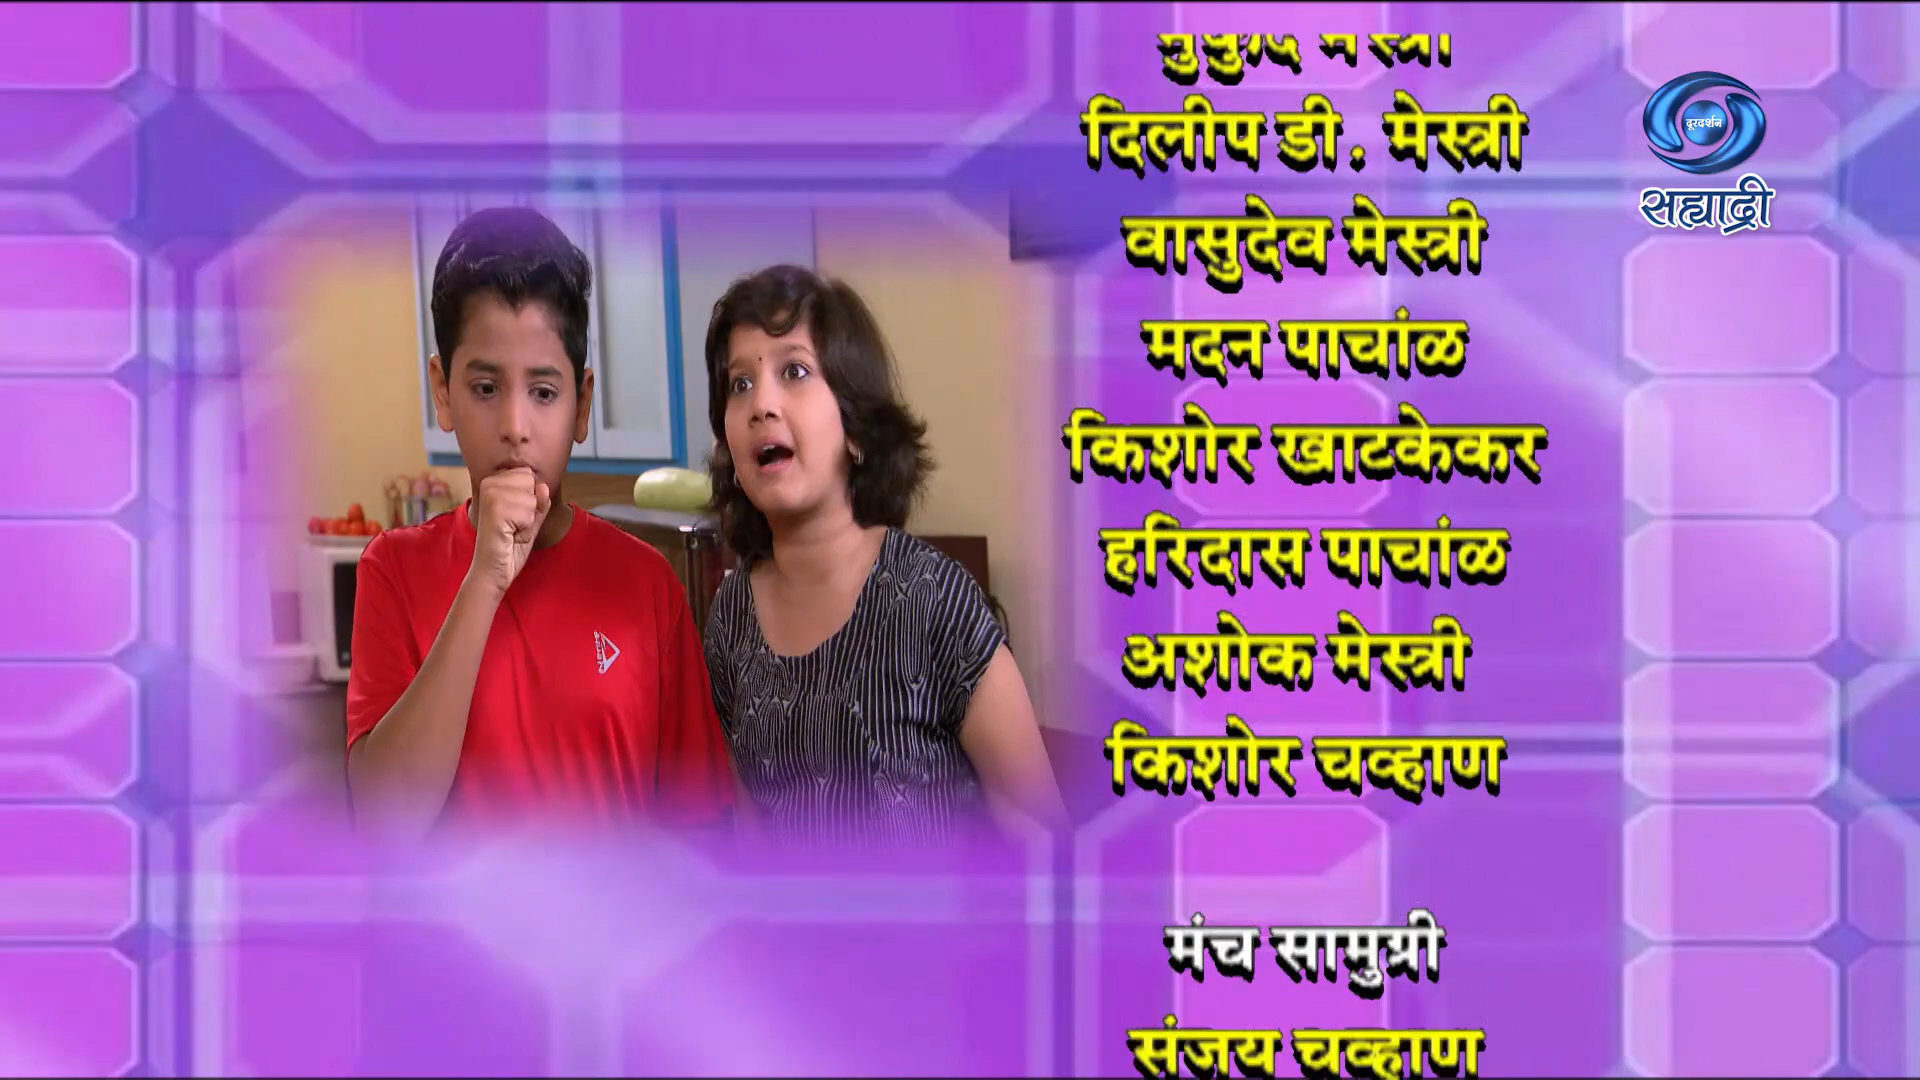 मुकुंद मेस्त्री
दिलीप डी. मेस्त्री
वासुदेव मेस्त्री
मदन पाचांळ
किशोर खाटकेकर
हरिदास पाचांळ
अशोक मेस्त्री
किशोर चव्हाण
मंच सामुग्री
संजय चव्हाण
दूरदर्शन
सह्याद्री